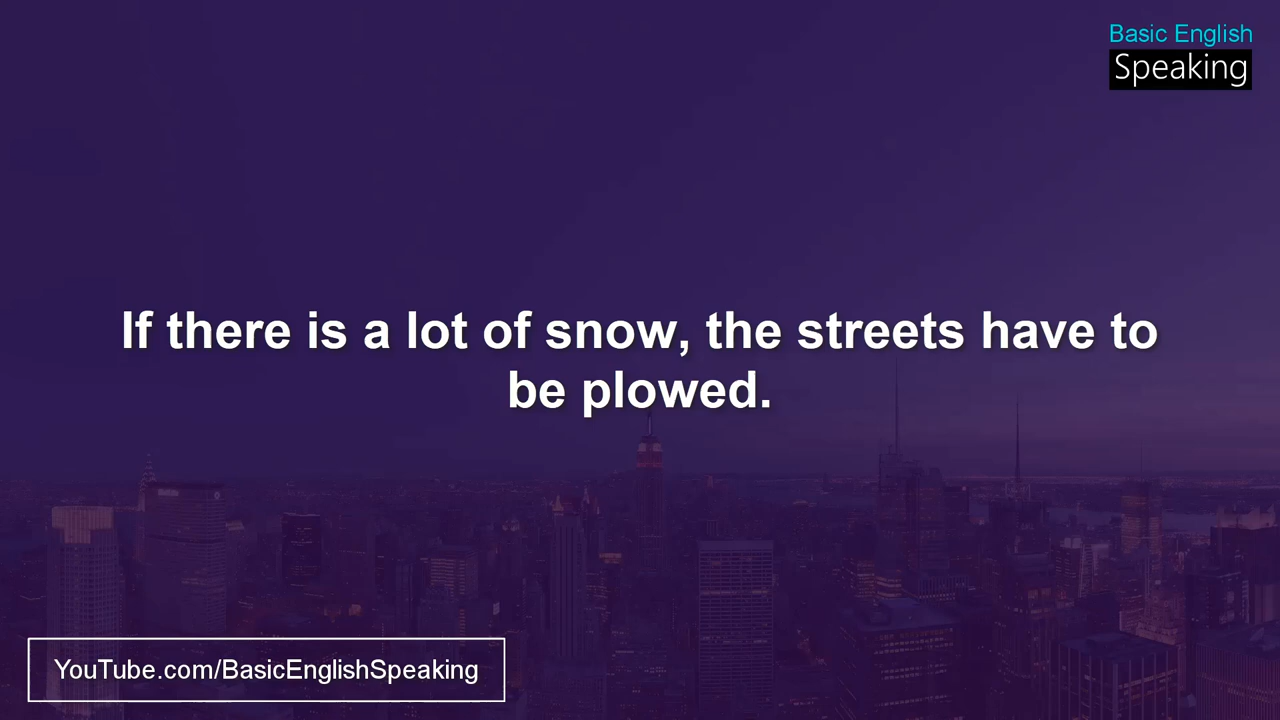 Basic English
Speaking
If there is a lot of snow, the streets have to
be plowed.
YouTube.com/BasicEnglishSpeaking